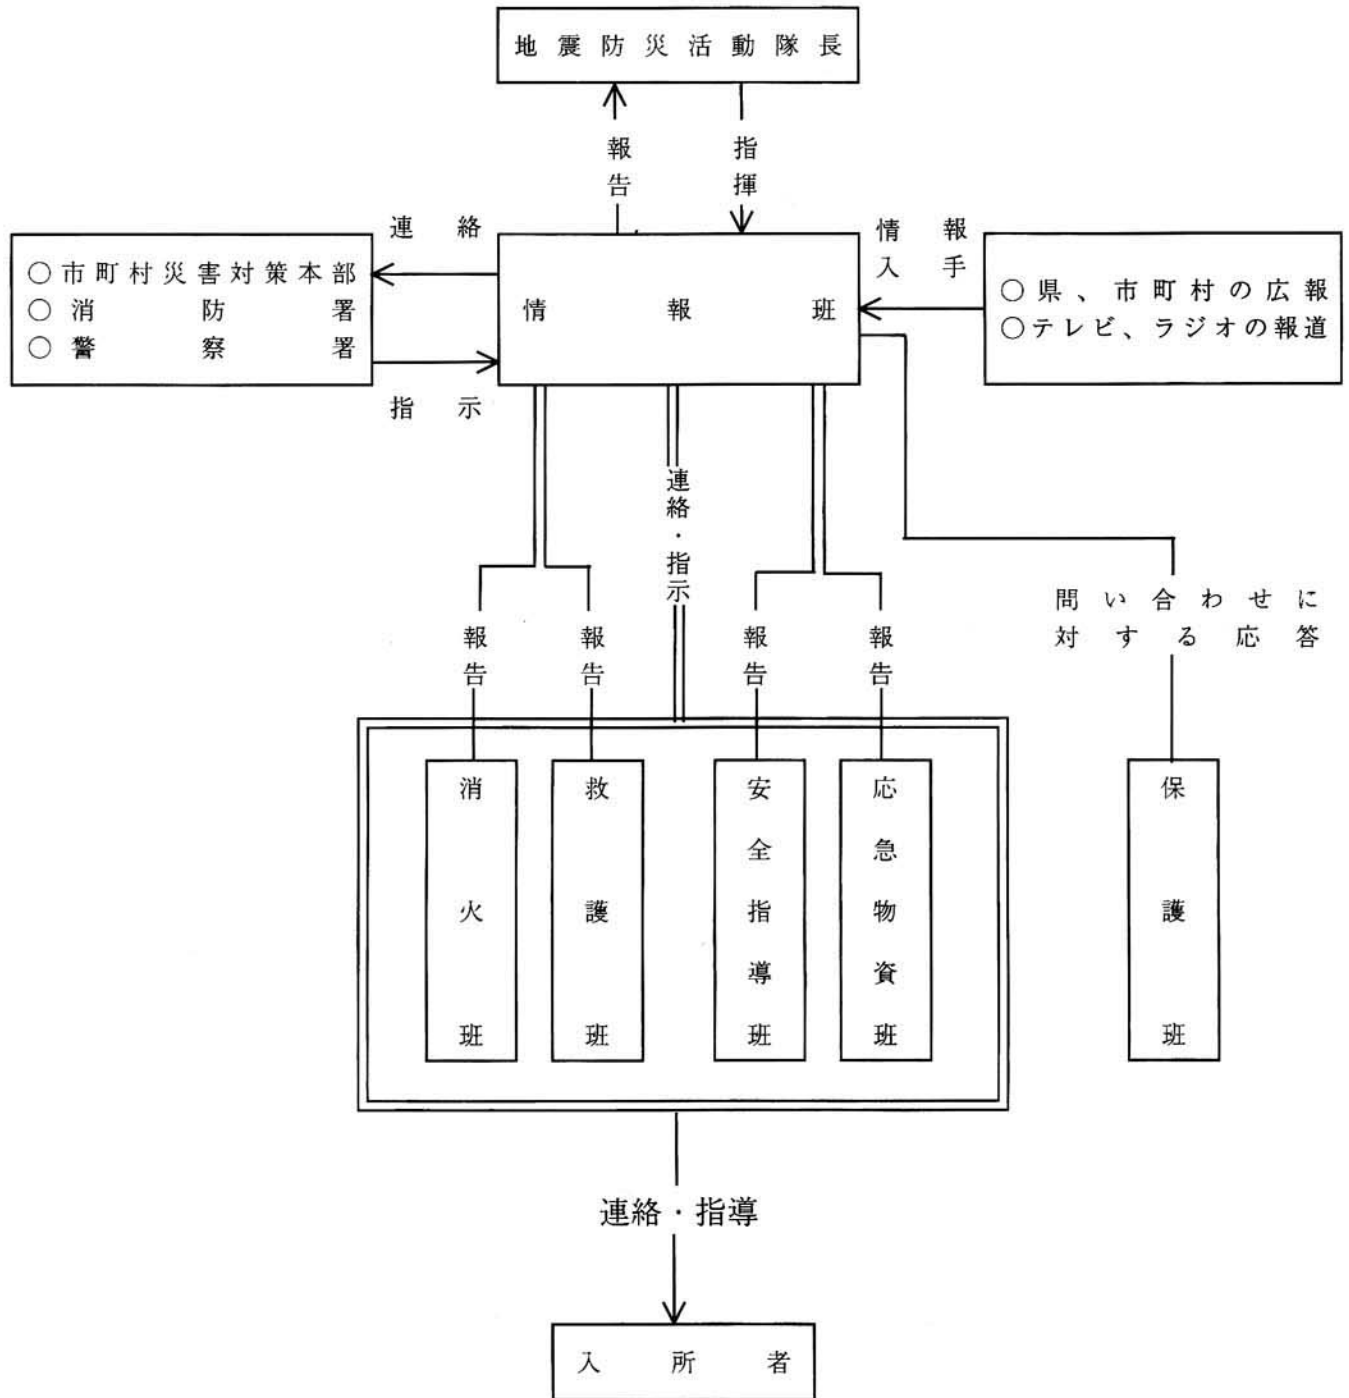 地震防災活動隊長
報告
指揮
連絡
情報
入手
○市町村災害対策本部
○消防署
○警察署
情報班
○県、市町村の広報
○テレビ、ラジオの報道
指示
連絡・指示
問い合わせに
対する応答
報告
報告
報告
報告
消火班
救護班
安全指導班
応急物資班
保護班
連絡・指導
入所者